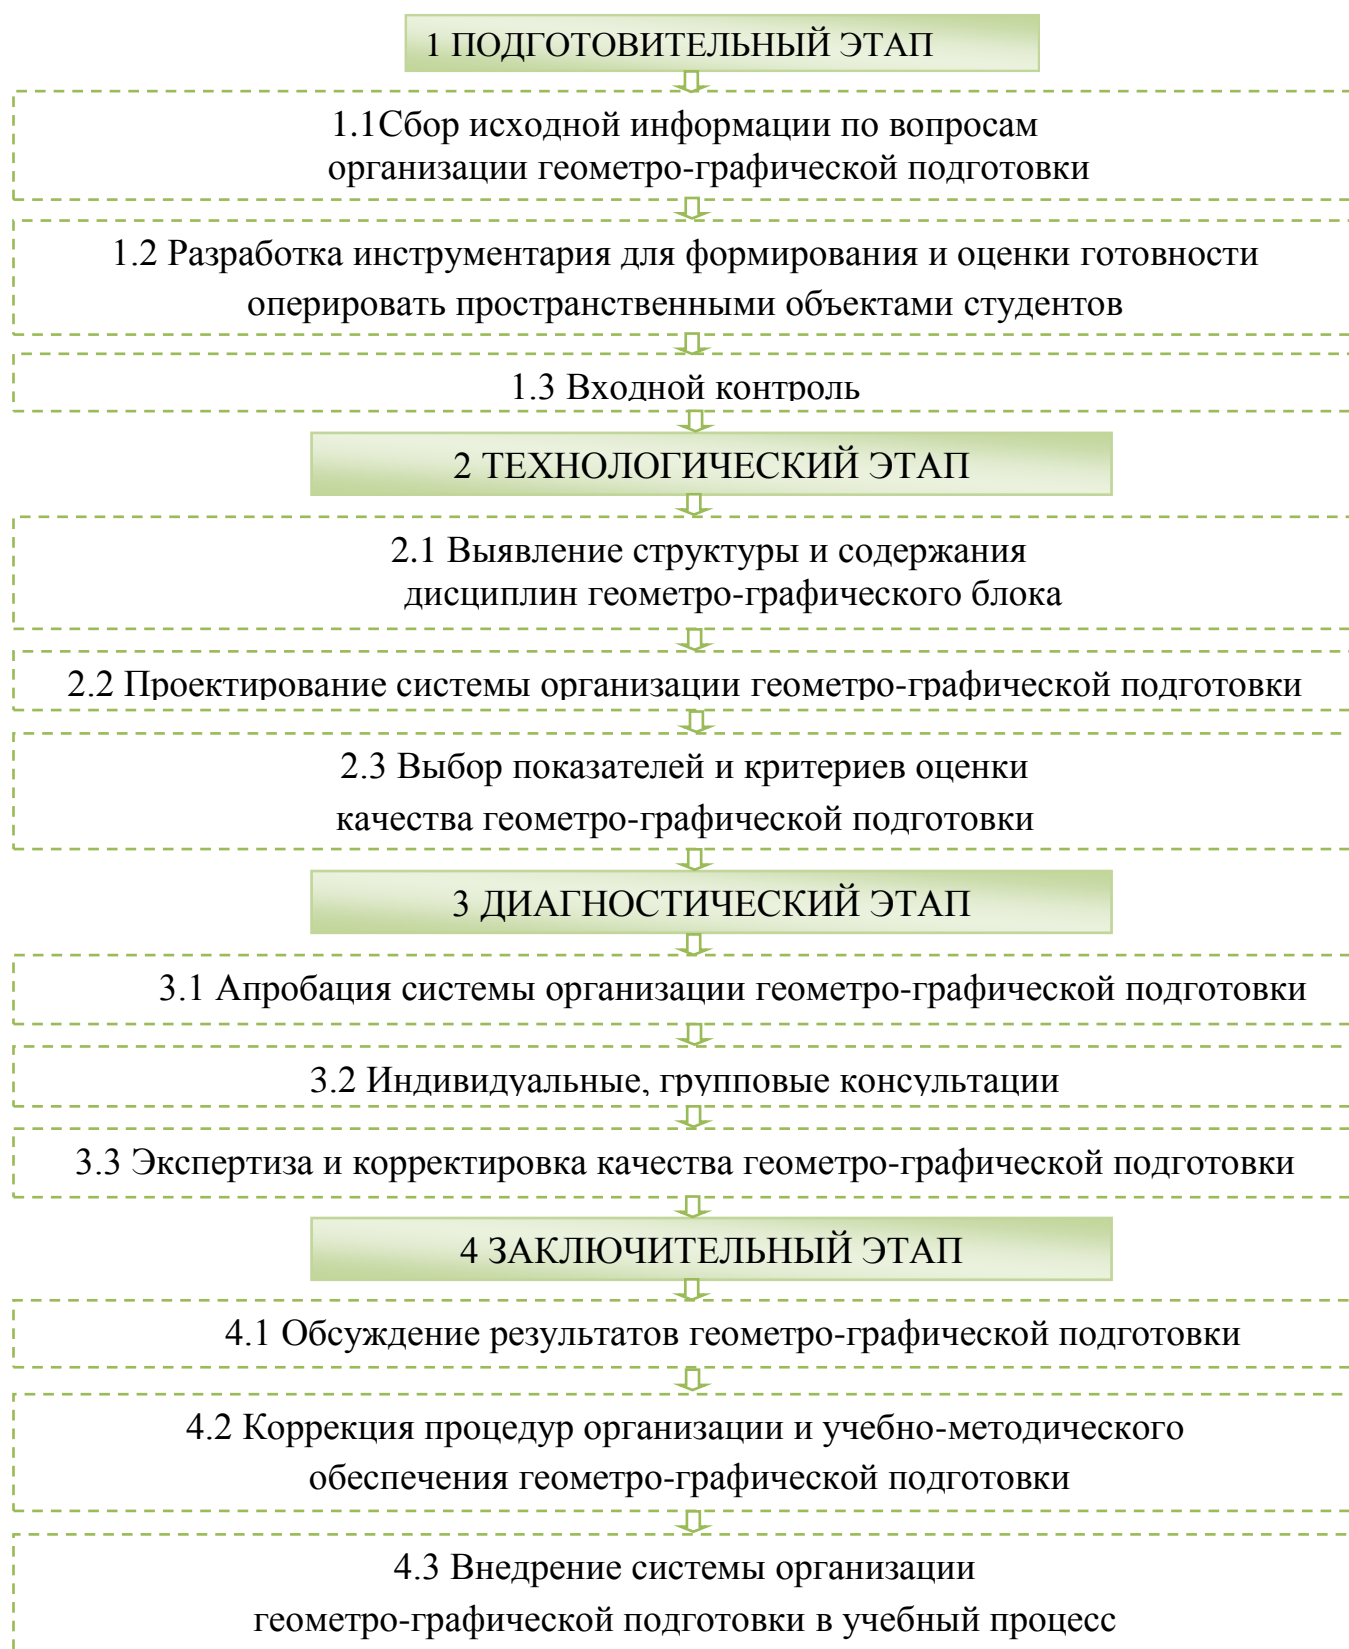 1 ПОДГОТОВИТЕЛЬНЫЙ ЭТАП
1.1Сбор исходной информации по вопросам
организации геометро-графической подготовки
1.2 Разработка инструментария для формирования и оценки готовности
оперировать пространственными объектами студентов
1.3 Входной контроль
2 ТЕХНОЛОГИЧЕСКИЙ ЭТАП
2.1 Выявление структуры и содержания
дисциплин геометро-графического блока
2.2 Проектирование системы организации геометро-графической подготовки
2.3 Выбор показателей и критериев оценки
качества геометро-графической подготовки
3 ДИАГНОСТИЧЕСКИЙ ЭТАП
3.1 Апробация системы организации геометро-графической подготовки
3.2 Индивидуальные, групповые консультации
3.3 Экспертиза и корректировка качества геометро-графической подготовки
4 ЗАКЛЮЧИТЕЛЬНЫЙ ЭТАП
4.1 Обсуждение результатов геометро-графической подготовки
4.2 Коррекция процедур организации и учебно-методического
обеспечения геометро-графической подготовки
4.3 Внедрение системы организации
геометро-графической подготовки в учебный процесс